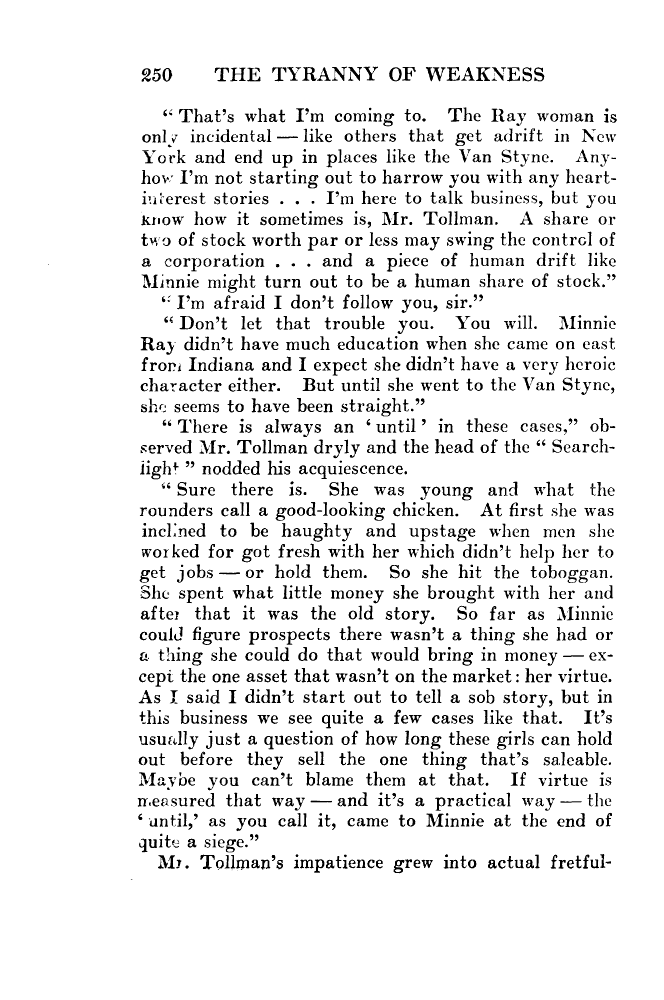 250 THE TYRANNY OF WEAKNESS
“ That’s what I’m coming to. The Ray woman is
only incidental — like others that get adrift in New
York and end up in places like the Van Styne. Any-
how I’m not starting out to harrow you with any heart-
interest stories . . . I’m here to talk business, but you
know how it sometimes is, Mr. Tollman. A share or
two of stock worth par or less may swing the control of
a corporation . . . and a piece of human drift like
Minnie might turn out to be a human share of stock.”
“ I’m afraid I don’t follow you, sir.”
“ Don’t let that trouble you. You will. Minnie
Ray didn’t have much education when she came on east
from Indiana and I expect she didn’t have a very heroic
character either. But until she went to the Van Styne,
she seems to have been straight.”
“ There is always an ‘ until ’ in these cases,” ob-
served Mr. Tollman dryly and the head of the “ Search-
light ” nodded his acquiescence.
“ Sure there is. She was young and what the
rounders call a good-looking chicken. At first she was
inclined to be haughty and upstage when men she
worked for got fresh with her which didn’t help her to
get jobs — or hold them. So she hit the toboggan.
She spent what little money she brought with her and
after that it was the old story. So far as Minnie
could figure prospects there wasn’t a thing she had or
a thing she could do that would bring in money — ex-
cept the one asset that wasn’t on the market : her virtue.
As I said I didn’t start out to tell a sob story, but in
this business we see quite a few cases like that. It’s
usually just a question of how long these girls can hold
out before they sell the one thing that’s saleable.
Maybe you can’t blame them at that. If virtue is
measured that way — and it’s a practical way — the
‘ until,’ as you call it, came to Minnie at the end of
quite a siege.”
Mr. Tollman’s impatience grew into actual fretful-